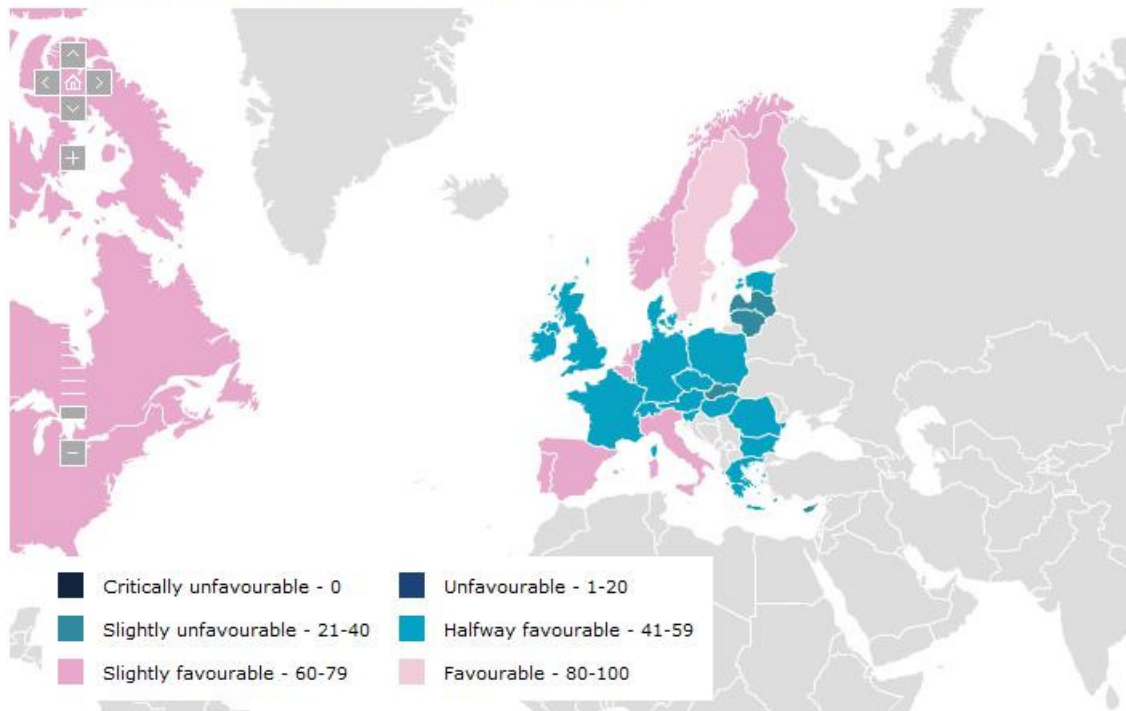 Critically unfavourable - 0
Unfavourable - 1-20
Slightly unfavourable - 21-40
Halfway favourable - 41-59
Slightly favourable - 60-79
Favourable - 80-100